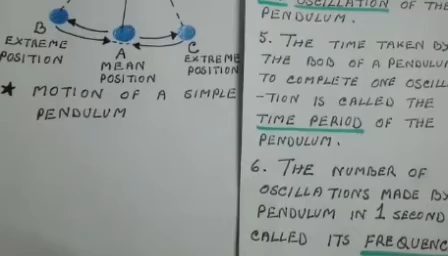 B
EXTREME
POSITION
A
MEAN
POSITION
C
EXTREME
POSITION
★ MOTION OF A SIMPLE
PENDULUM
OSCILLATION OF THE
PENDULUM.
5. THE TIME TAKEN BY
THE BOB OF A PENDULUM
TO COMPLETE ONE OSCILL
-TION IS CALLED THE
TIME PERIOD OF THE
PENDULUM.
6. THE NUMBER OF
OSCILLATIONS MADE BY
PENDULUM IN 1 SECOND
CALLED ITS FREQUENC